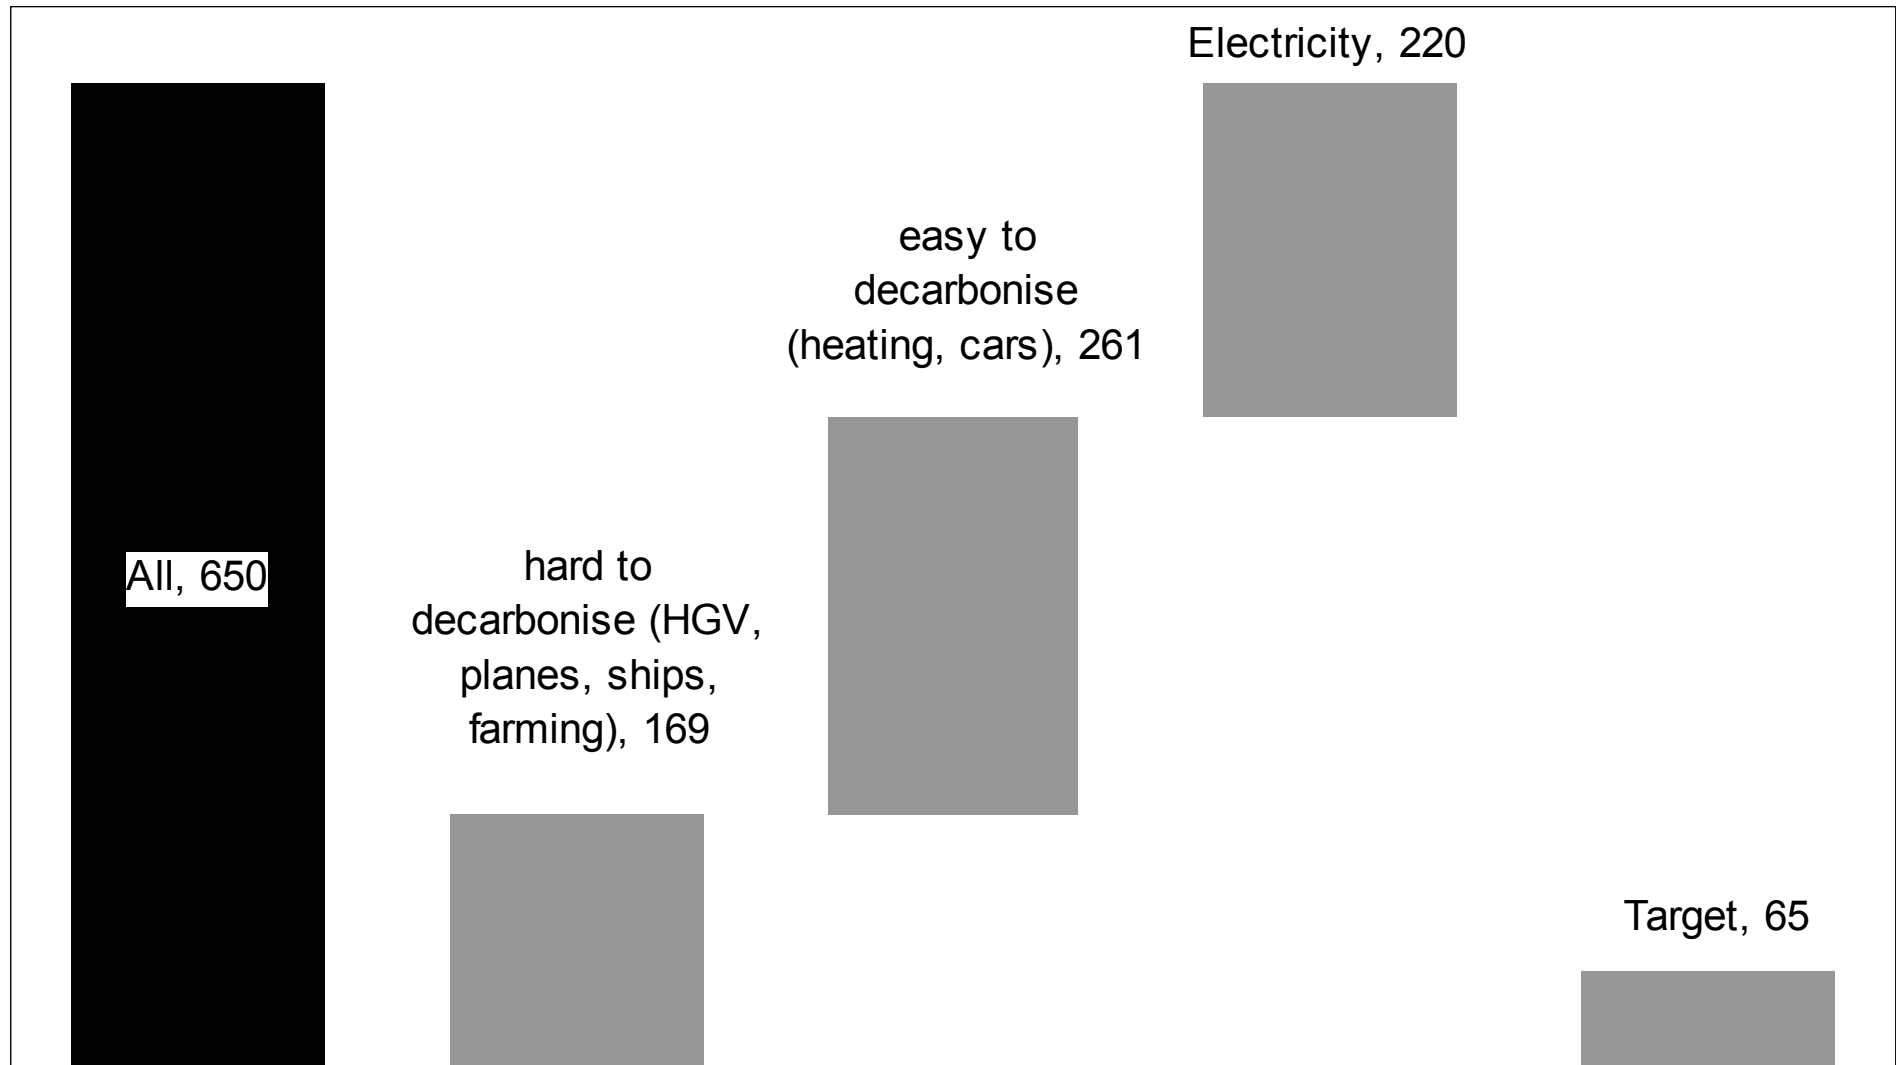 Electricity, 220
easy to
decarbonise
(heating, cars), 261
All, 650
hard to
decarbonise (HGV,
planes, ships,
farming), 169
Target, 65